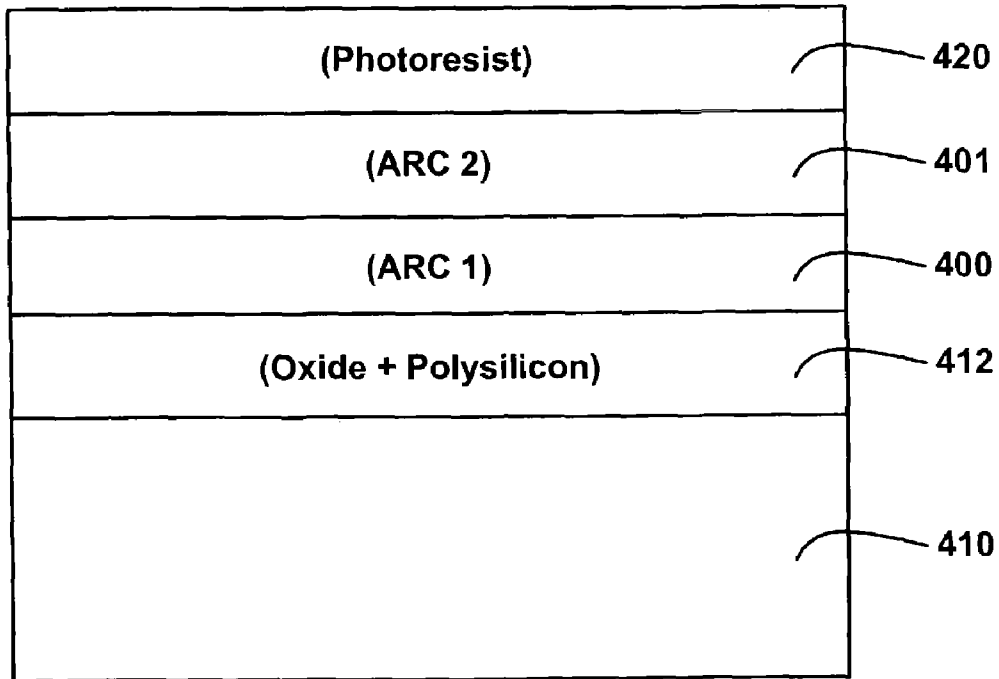 (Photoresist) 420
(ARC 2) 401
(ARC 1) 400
(Oxide + Polysilicon) 412
410